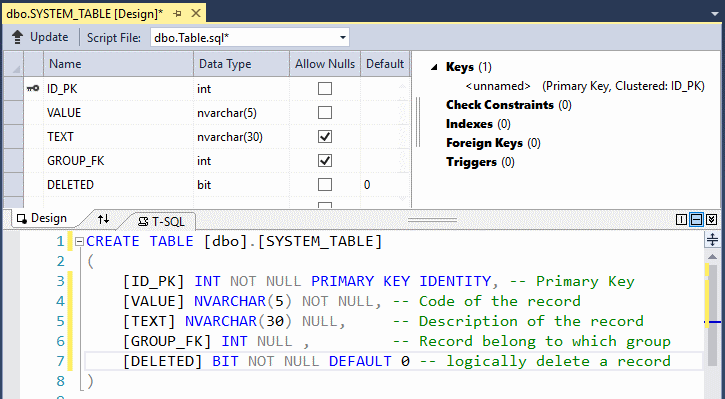 dbo.SYSTEM_TABLE [Design]*
Update Script File: dbo.Table.sql*
Name Data Type Allow Nulls Default
ID_PK int
VALUE nvarchar(5)
TEXT nvarchar(30)
GROUP_FK int
DELETED bit 0
Keys (1)
<unnamed> (Primary Key, Clustered: ID_PK)
Check Constraints (0)
Indexes (0)
Foreign Keys (0)
Triggers (0)
Design T-SQL
1 CREATE TABLE [dbo].[SYSTEM_TABLE]
2 (
3 [ID_PK] INT NOT NULL PRIMARY KEY IDENTITY, -- Primary Key
4 [VALUE] NVARCHAR(5) NOT NULL, -- Code of the record
5 [TEXT] NVARCHAR(30) NULL, -- Description of the record
6 [GROUP_FK] INT NULL , -- Record belong to which group
7 [DELETED] BIT NOT NULL DEFAULT 0 -- logically delete a record
8 )